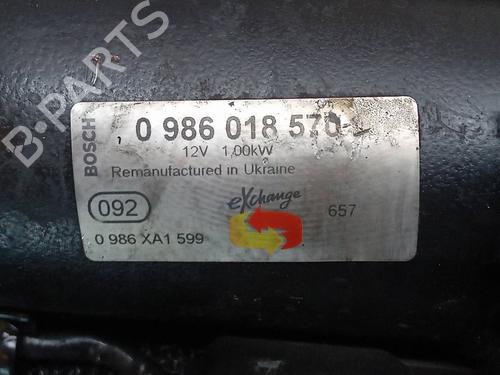 B-PARTS
BOSCH
0 986 018 570
12V 1,00kW
Remanufactured in Ukraine
092
eXchange
657
0 986 XA1 599